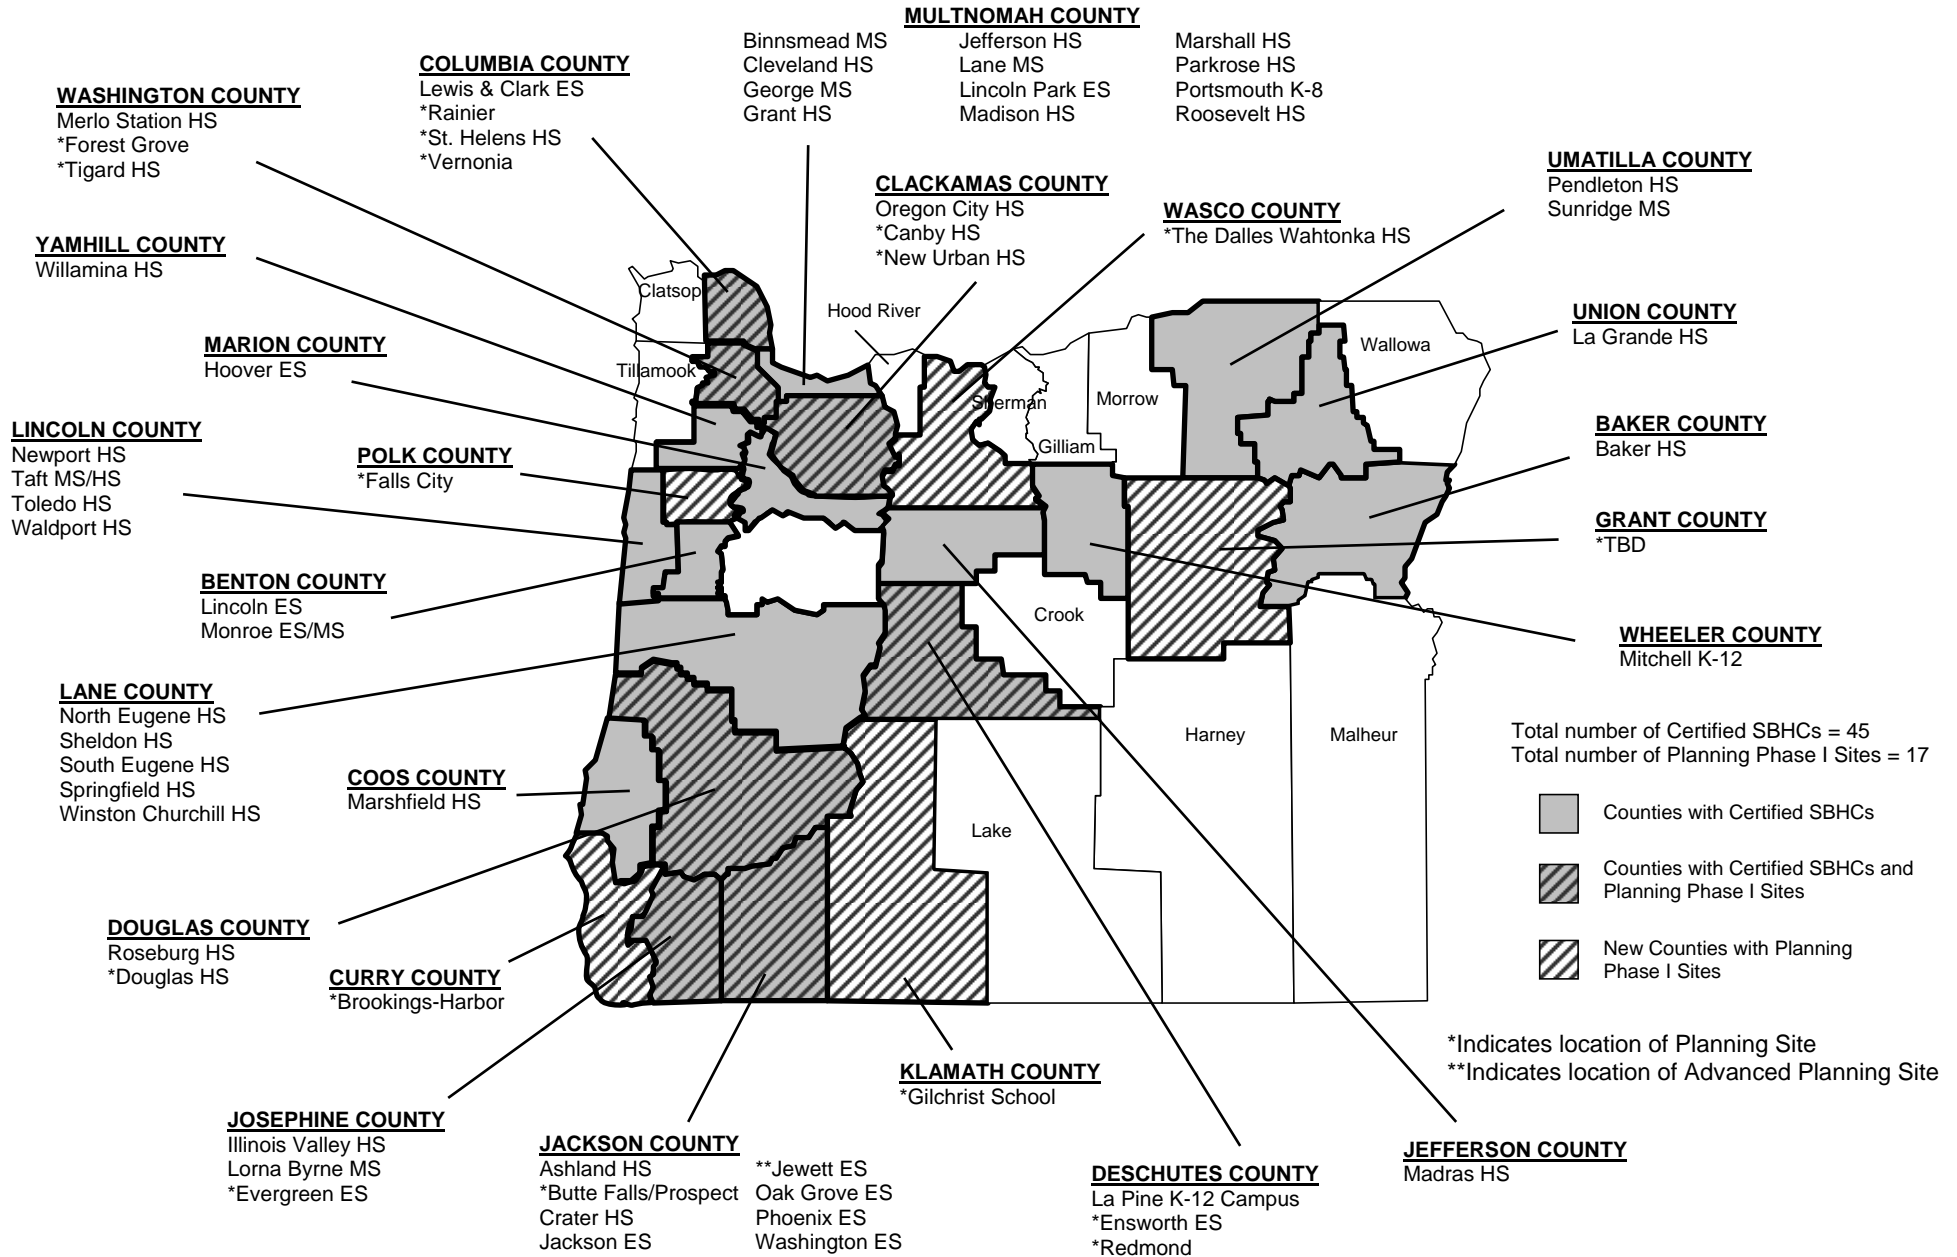 MULTNOMAH COUNTY
Binnsmead MS
Cleveland HS
George MS
Grant HS
Jefferson HS
Lane MS
Lincoln Park ES
Madison HS
Marshall HS
Parkrose HS
Portsmouth K-8
Roosevelt HS
COLUMBIA COUNTY
Lewis & Clark ES
*Rainier
*St. Helens HS
*Vernonia
WASHINGTON COUNTY
Merlo Station HS
*Forest Grove
*Tigard HS
CLACKAMAS COUNTY
Oregon City HS
*Canby HS
*New Urban HS
WASCO COUNTY
*The Dalles Wahtonka HS
UMATILLA COUNTY
Pendleton HS
Sunridge MS
YAMHILL COUNTY
Willamina HS
UNION COUNTY
La Grande HS
MARION COUNTY
Hoover ES
LINCOLN COUNTY
Newport HS
Taft MS/HS
Toledo HS
Waldport HS
POLK COUNTY
*Falls City
BAKER COUNTY
Baker HS
GRANT COUNTY
*TBD
BENTON COUNTY
Lincoln ES
Monroe ES/MS
WHEELER COUNTY
Mitchell K-12
LANE COUNTY
North Eugene HS
Sheldon HS
South Eugene HS
Springfield HS
Winston Churchill HS
COOS COUNTY
Marshfield HS
DOUGLAS COUNTY
Roseburg HS
*Douglas HS
CURRY COUNTY
*Brookings-Harbor
KLAMATH COUNTY
*Gilchrist School
JOSEPHINE COUNTY
Illinois Valley HS
Lorna Byrne MS
*Evergreen ES
JACKSON COUNTY
Ashland HS
*Butte Falls/Prospect
Crater HS
Jackson ES
**Jewett ES
Oak Grove ES
Phoenix ES
Washington ES
DESCHUTES COUNTY
La Pine K-12 Campus
*Ensworth ES
*Redmond
JEFFERSON COUNTY
Madras HS
Clatsop
Tillamook
Hood River
Sherman
Gilliam
Morrow
Wallowa
Crook
Harney
Malheur
Lake
Total number of Certified SBHCs = 45
Total number of Planning Phase I Sites = 17
Counties with Certified SBHCs
Counties with Certified SBHCs and
Planning Phase I Sites
New Counties with Planning
Phase I Sites
*Indicates location of Planning Site
**Indicates location of Advanced Planning Site